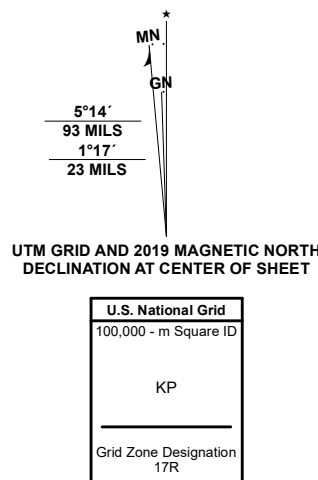 ★
MN
GN
5°14´
93 MILS
1°17´
23 MILS
UTM GRID AND 2019 MAGNETIC NORTH
DECLINATION AT CENTER OF SHEET
U.S. National Grid
100,000 - m Square ID
KP
Grid Zone Designation
17R